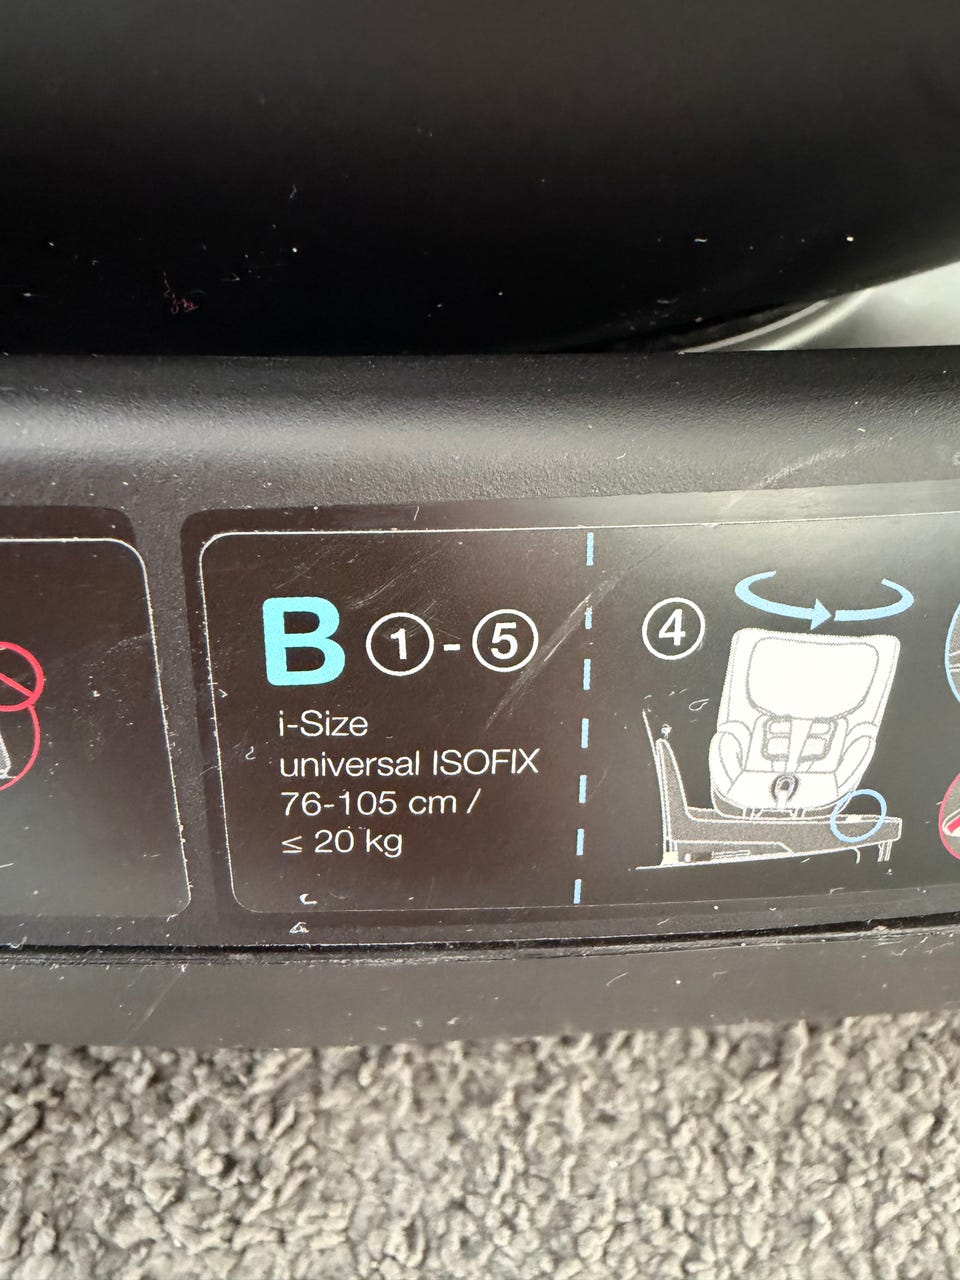 B ① - ⑤
i-Size
universal ISOFIX
76-105 cm /
≤ 20 kg
④